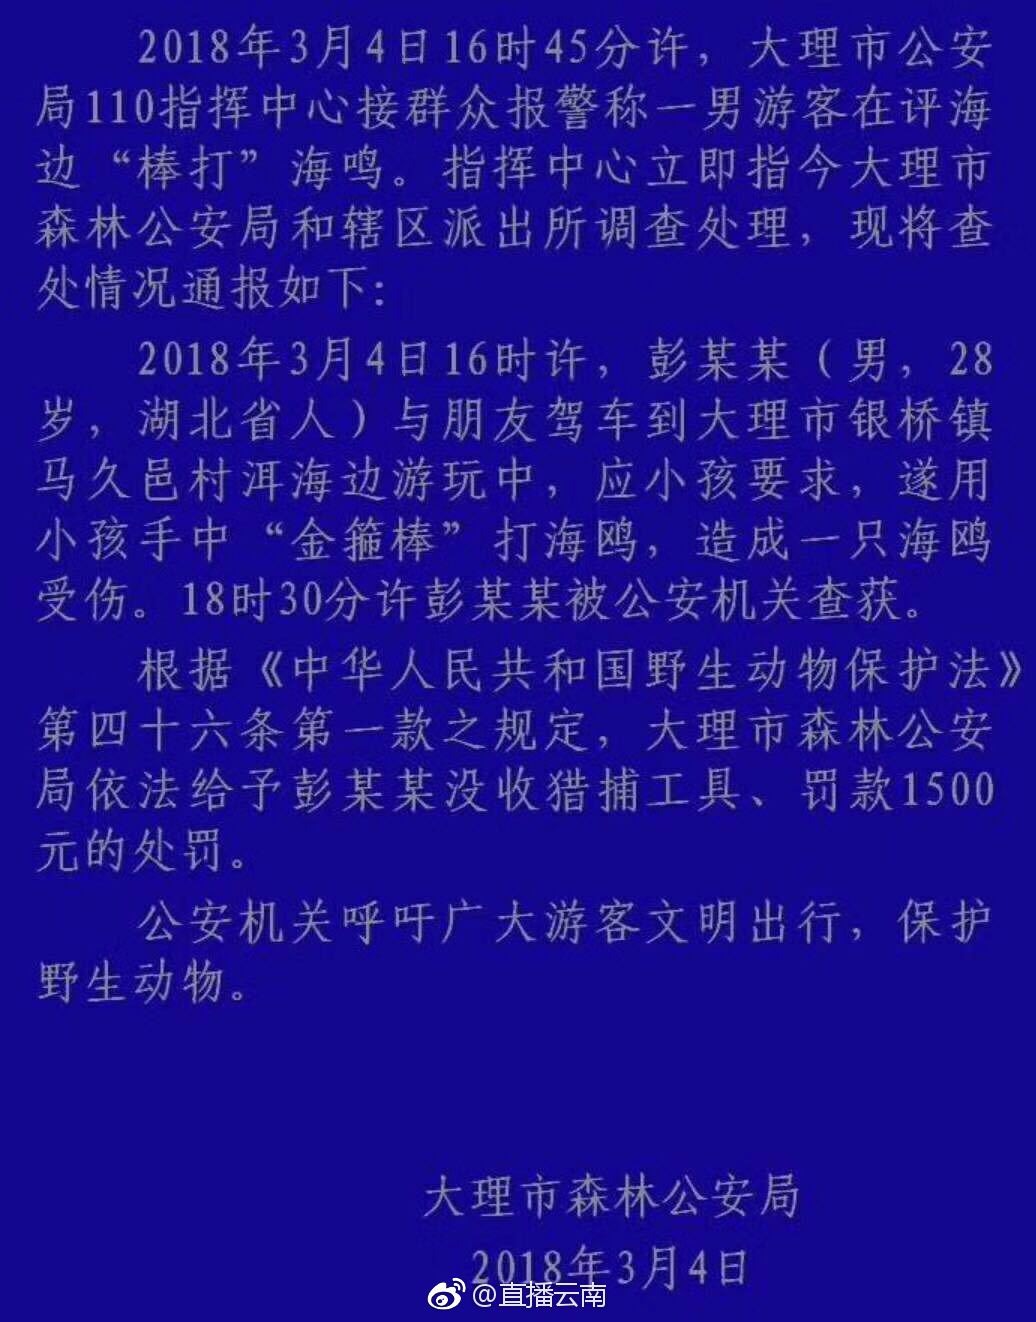 2018年3月4日16时45分许，大理市公安
局110指挥中心接群众报警称一男游客在评海
边“棒打”海鸣。指挥中心立即指今大理市
森林公安局和辖区派出所调查处理，现将查
处情况通报如下：
2018年3月4日16时许，彭某某（男，28
岁，湖北省人）与朋友驾车到大理市银桥镇
马久邑村洱海边游玩中，应小孩要求，遂用
小孩手中“金箍棒”打海鸥，造成一只海鸥
受伤。18时30分许彭某某被公安机关查获。
根据《中华人民共和国野生动物保护法》
第四十六条第一款之规定，大理市森林公安
局依法给予彭某某没收猎捕工具、罚款1500
元的处罚。
公安机关呼吁广大游客文明出行，保护
野生动物。
大理市森林公安局
2018年3月4日
@直播云南